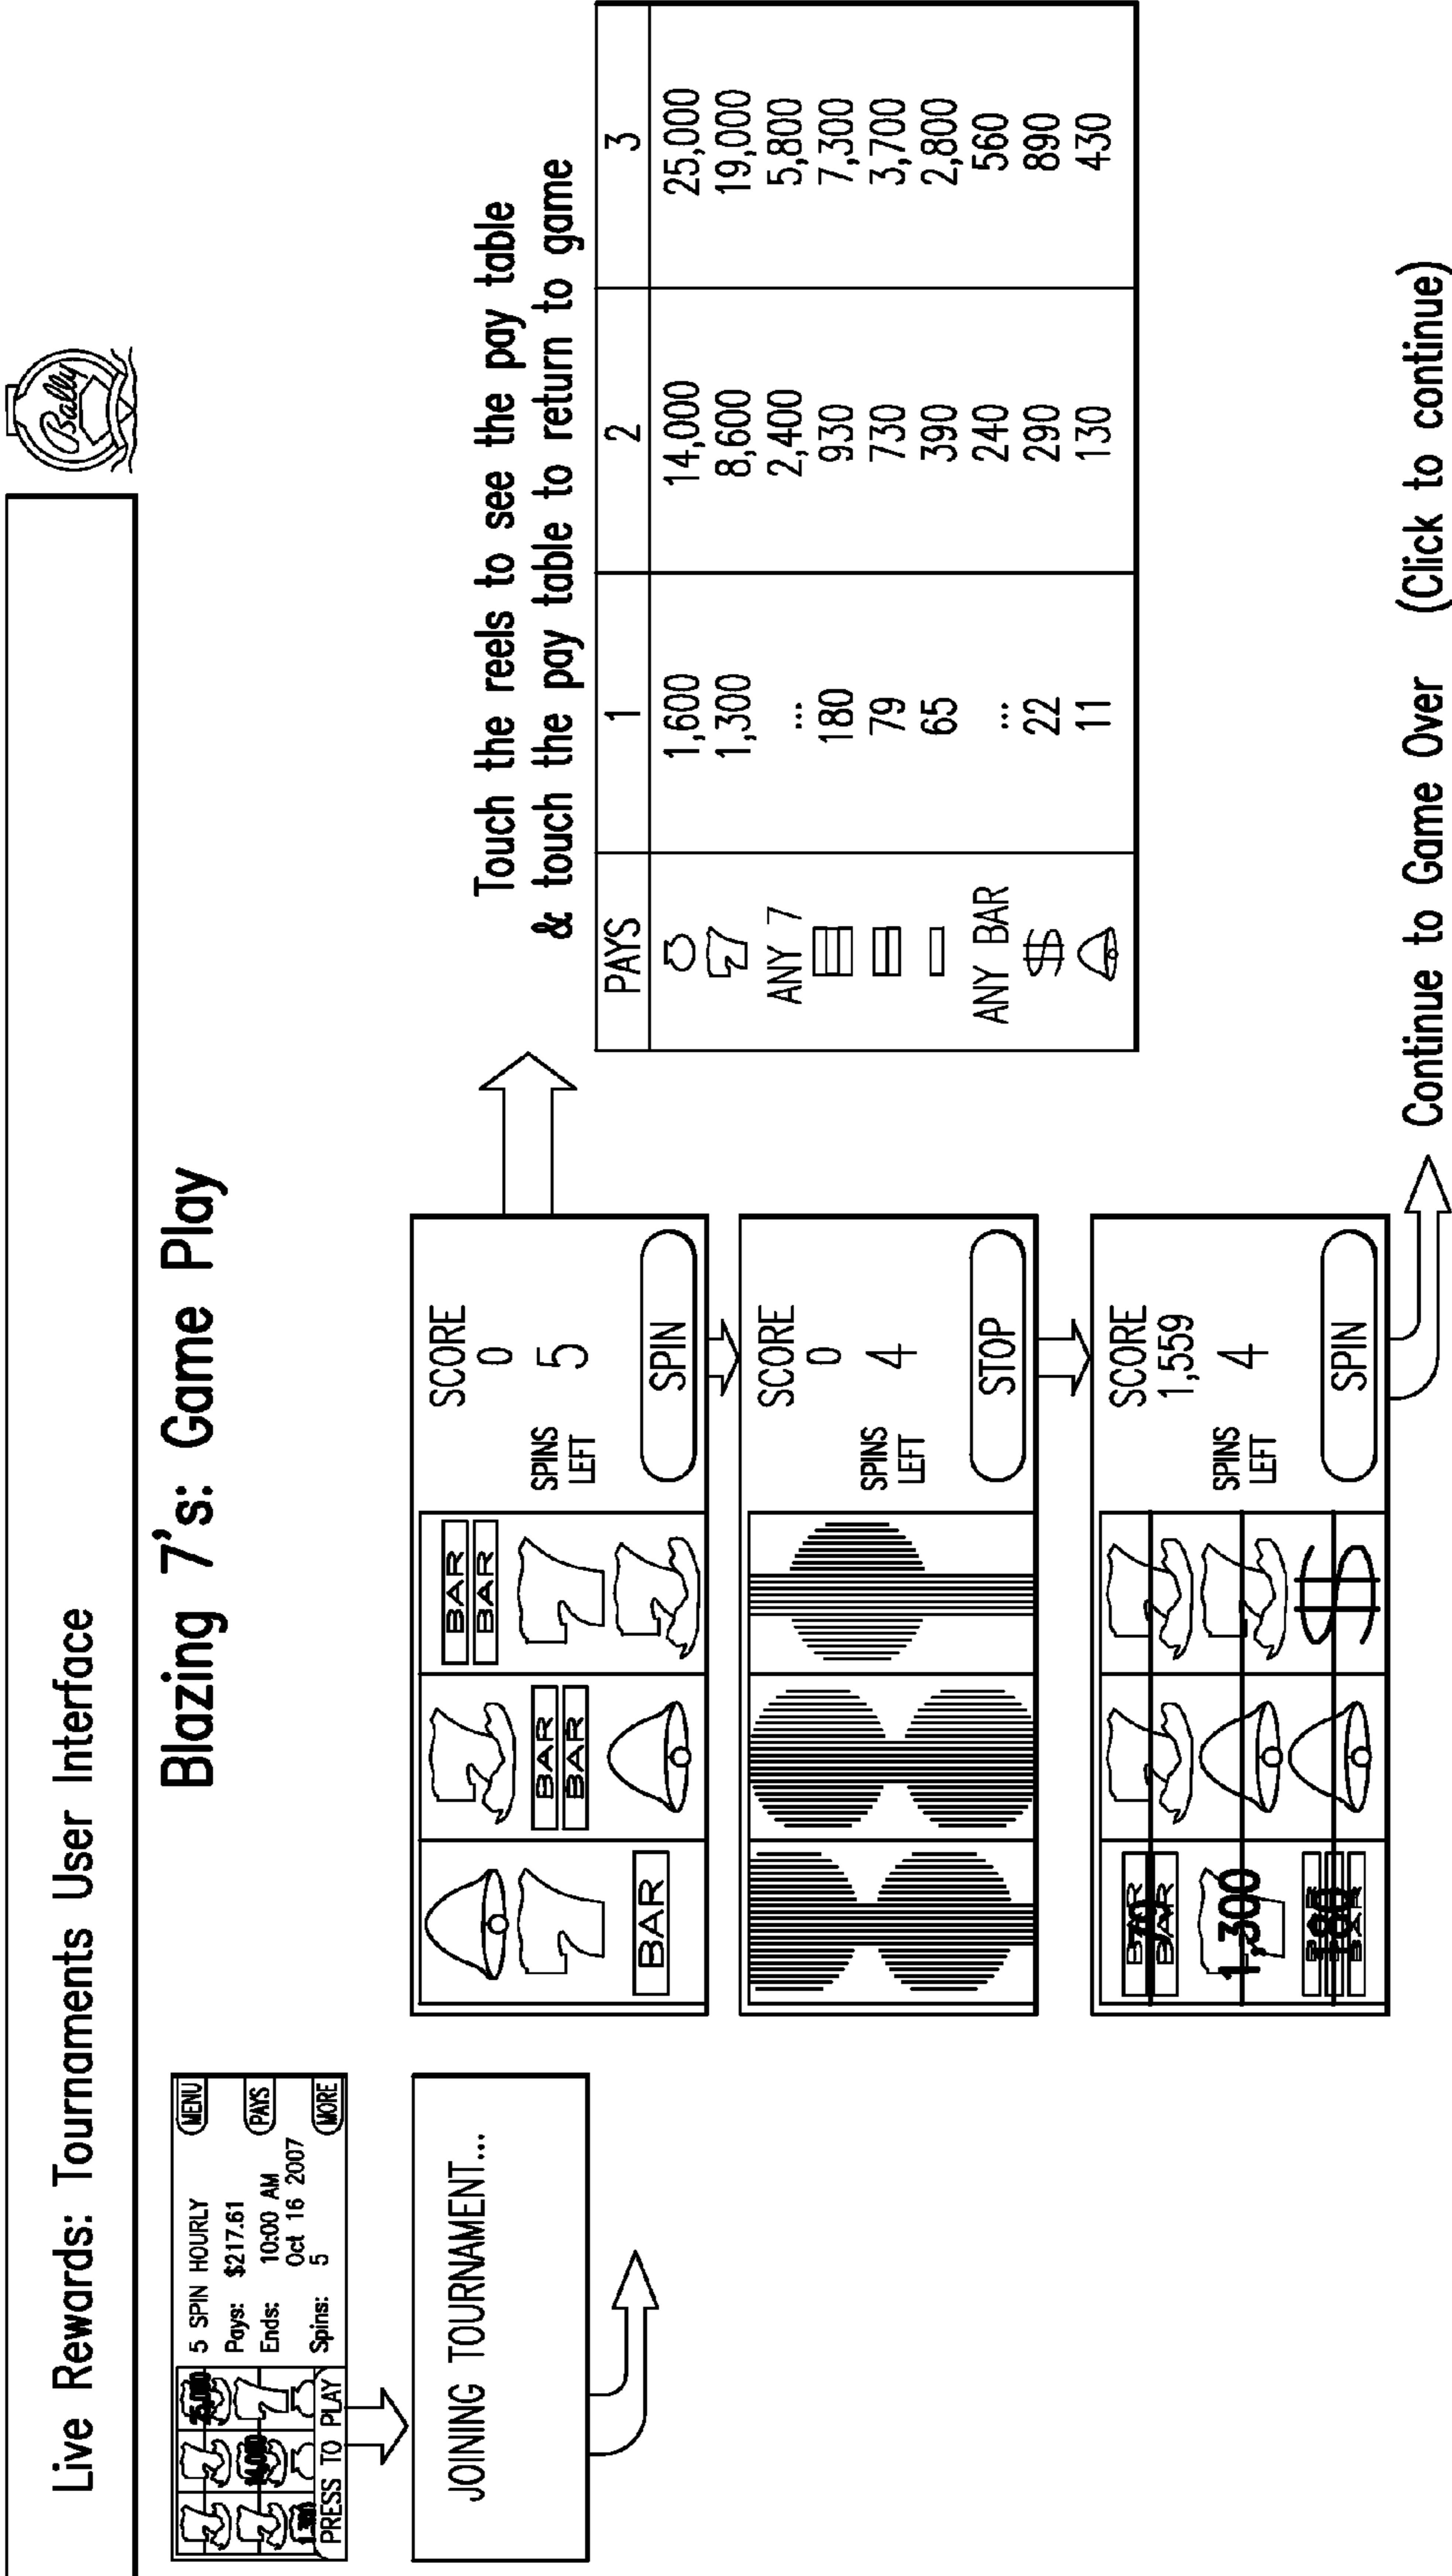 Live Rewards: Tournaments User Interface
Bally
Blazing 7's: Game Play
5 SPIN HOURLY
Pays: $217.61
Ends: 10:00 AM
Oct 16 2007
Spins: 5
MENU
PAYS
MORE
PRESS TO PLAY
JOINING TOURNAMENT...
BAR
BAR
BAR
BAR
BAR
SCORE
0
SPINS LEFT 5
SPIN
SCORE
0
SPINS LEFT 4
STOP
BAR
BAR
79
1,300
180
BAR
SCORE
1,559
SPINS LEFT 4
SPIN
Touch the reels to see the pay table
& touch the pay table to return to game
PAYS 1 2 3
1,600 14,000 25,000
1,300 8,600 19,000
ANY 7 ... 2,400 5,800
180 930 7,300
79 730 3,700
65 390 2,800
ANY BAR ... 240 560
$ 22 290 890
11 130 430
Continue to Game Over (Click to continue)